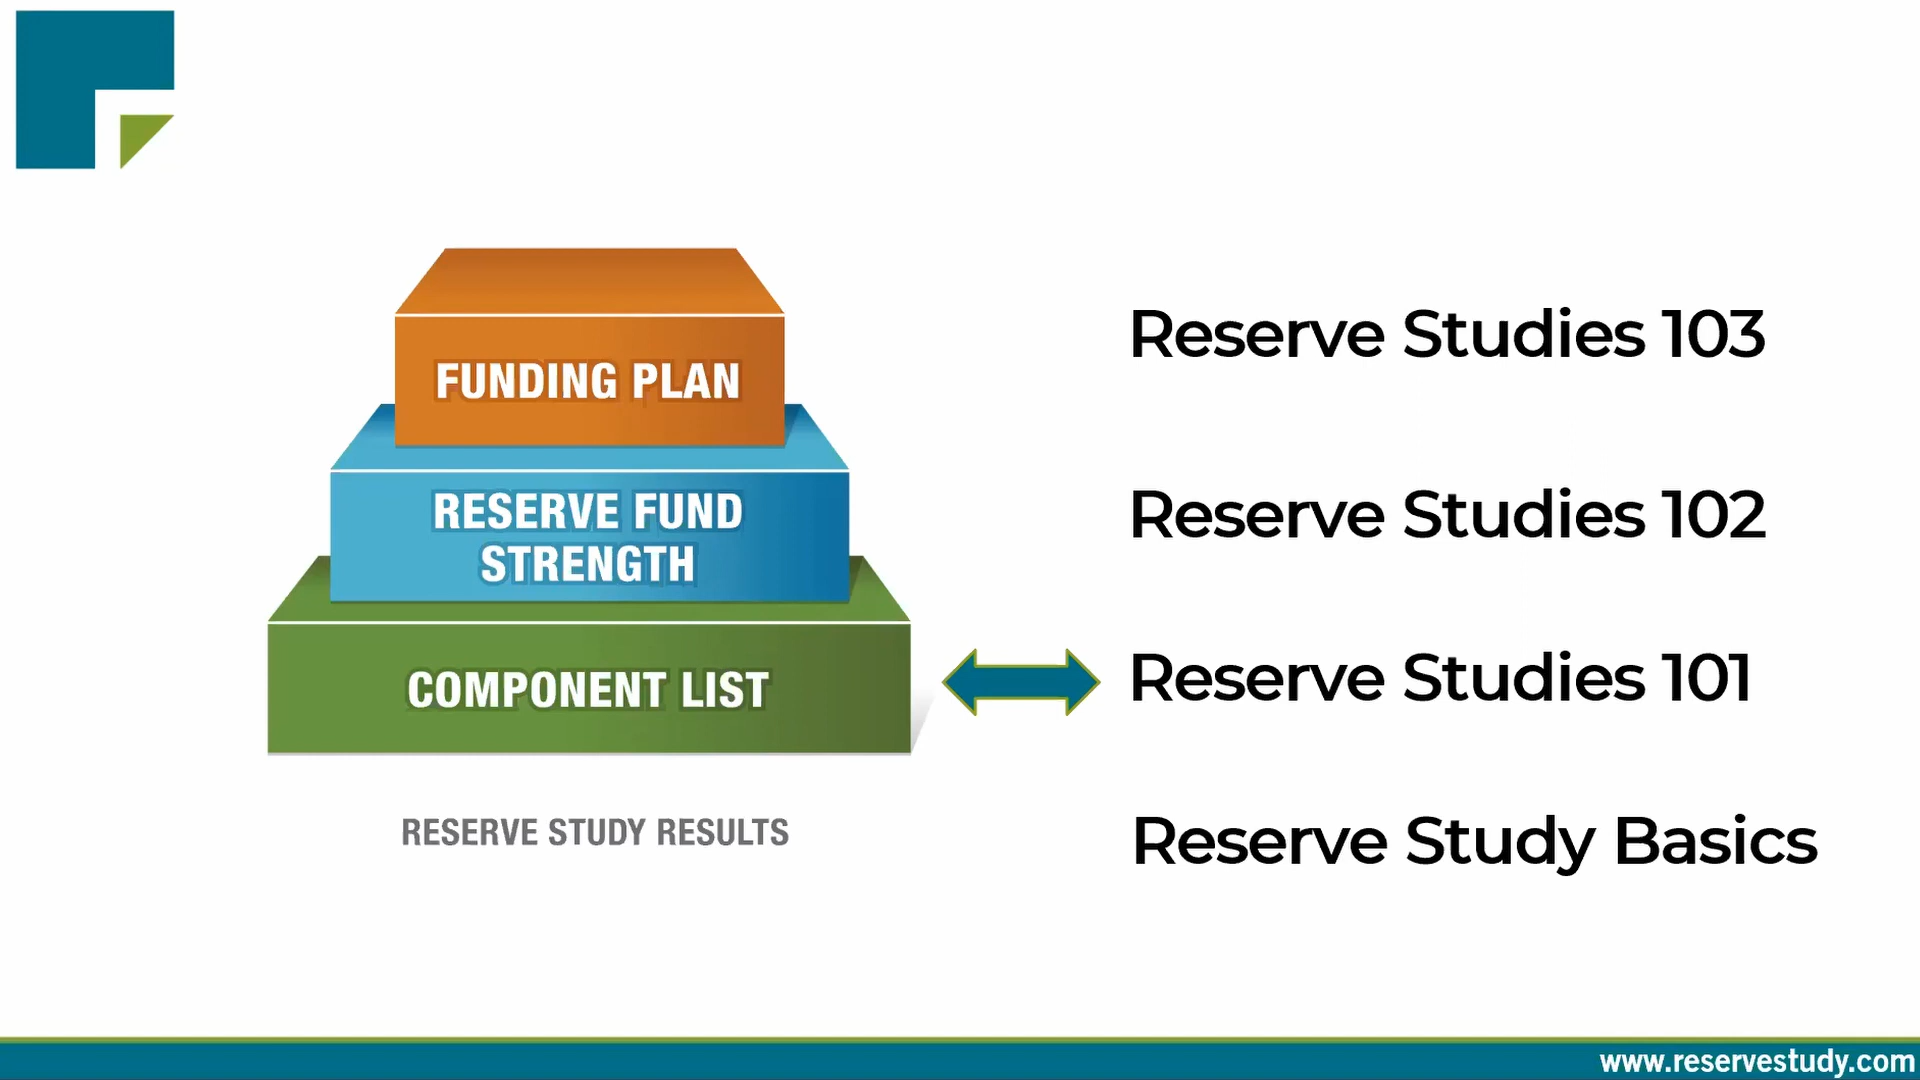 FUNDING PLAN
RESERVE FUND
STRENGTH
COMPONENT LIST
RESERVE STUDY RESULTS
Reserve Studies 103
Reserve Studies 102
Reserve Studies 101
Reserve Study Basics
www.reservestudy.com